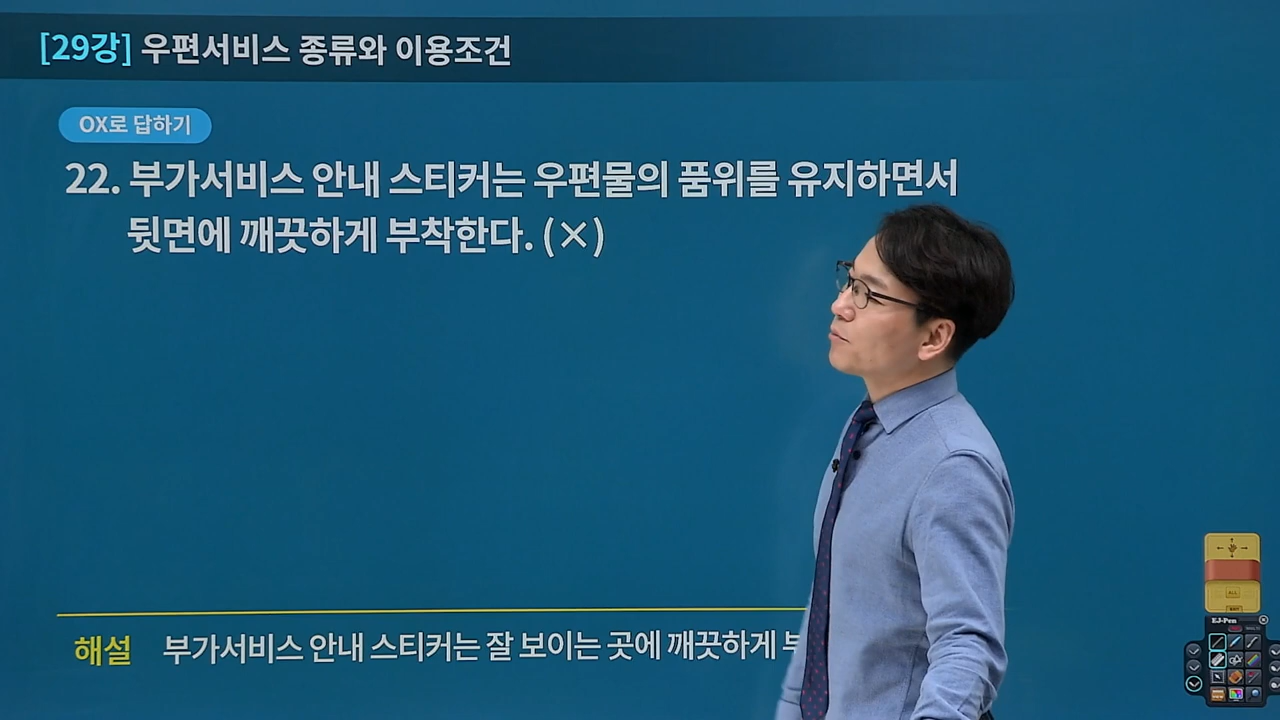 [29강] 우편서비스 종류와 이용조건
OX로 답하기
22. 부가서비스 안내 스티커는 우편물의 품위를 유지하면서
뒷면에 깨끗하게 부착한다. (×)
해설 부가서비스 안내 스티커는 잘 보이는 곳에 깨끗하게
EJ-Pen
ALL